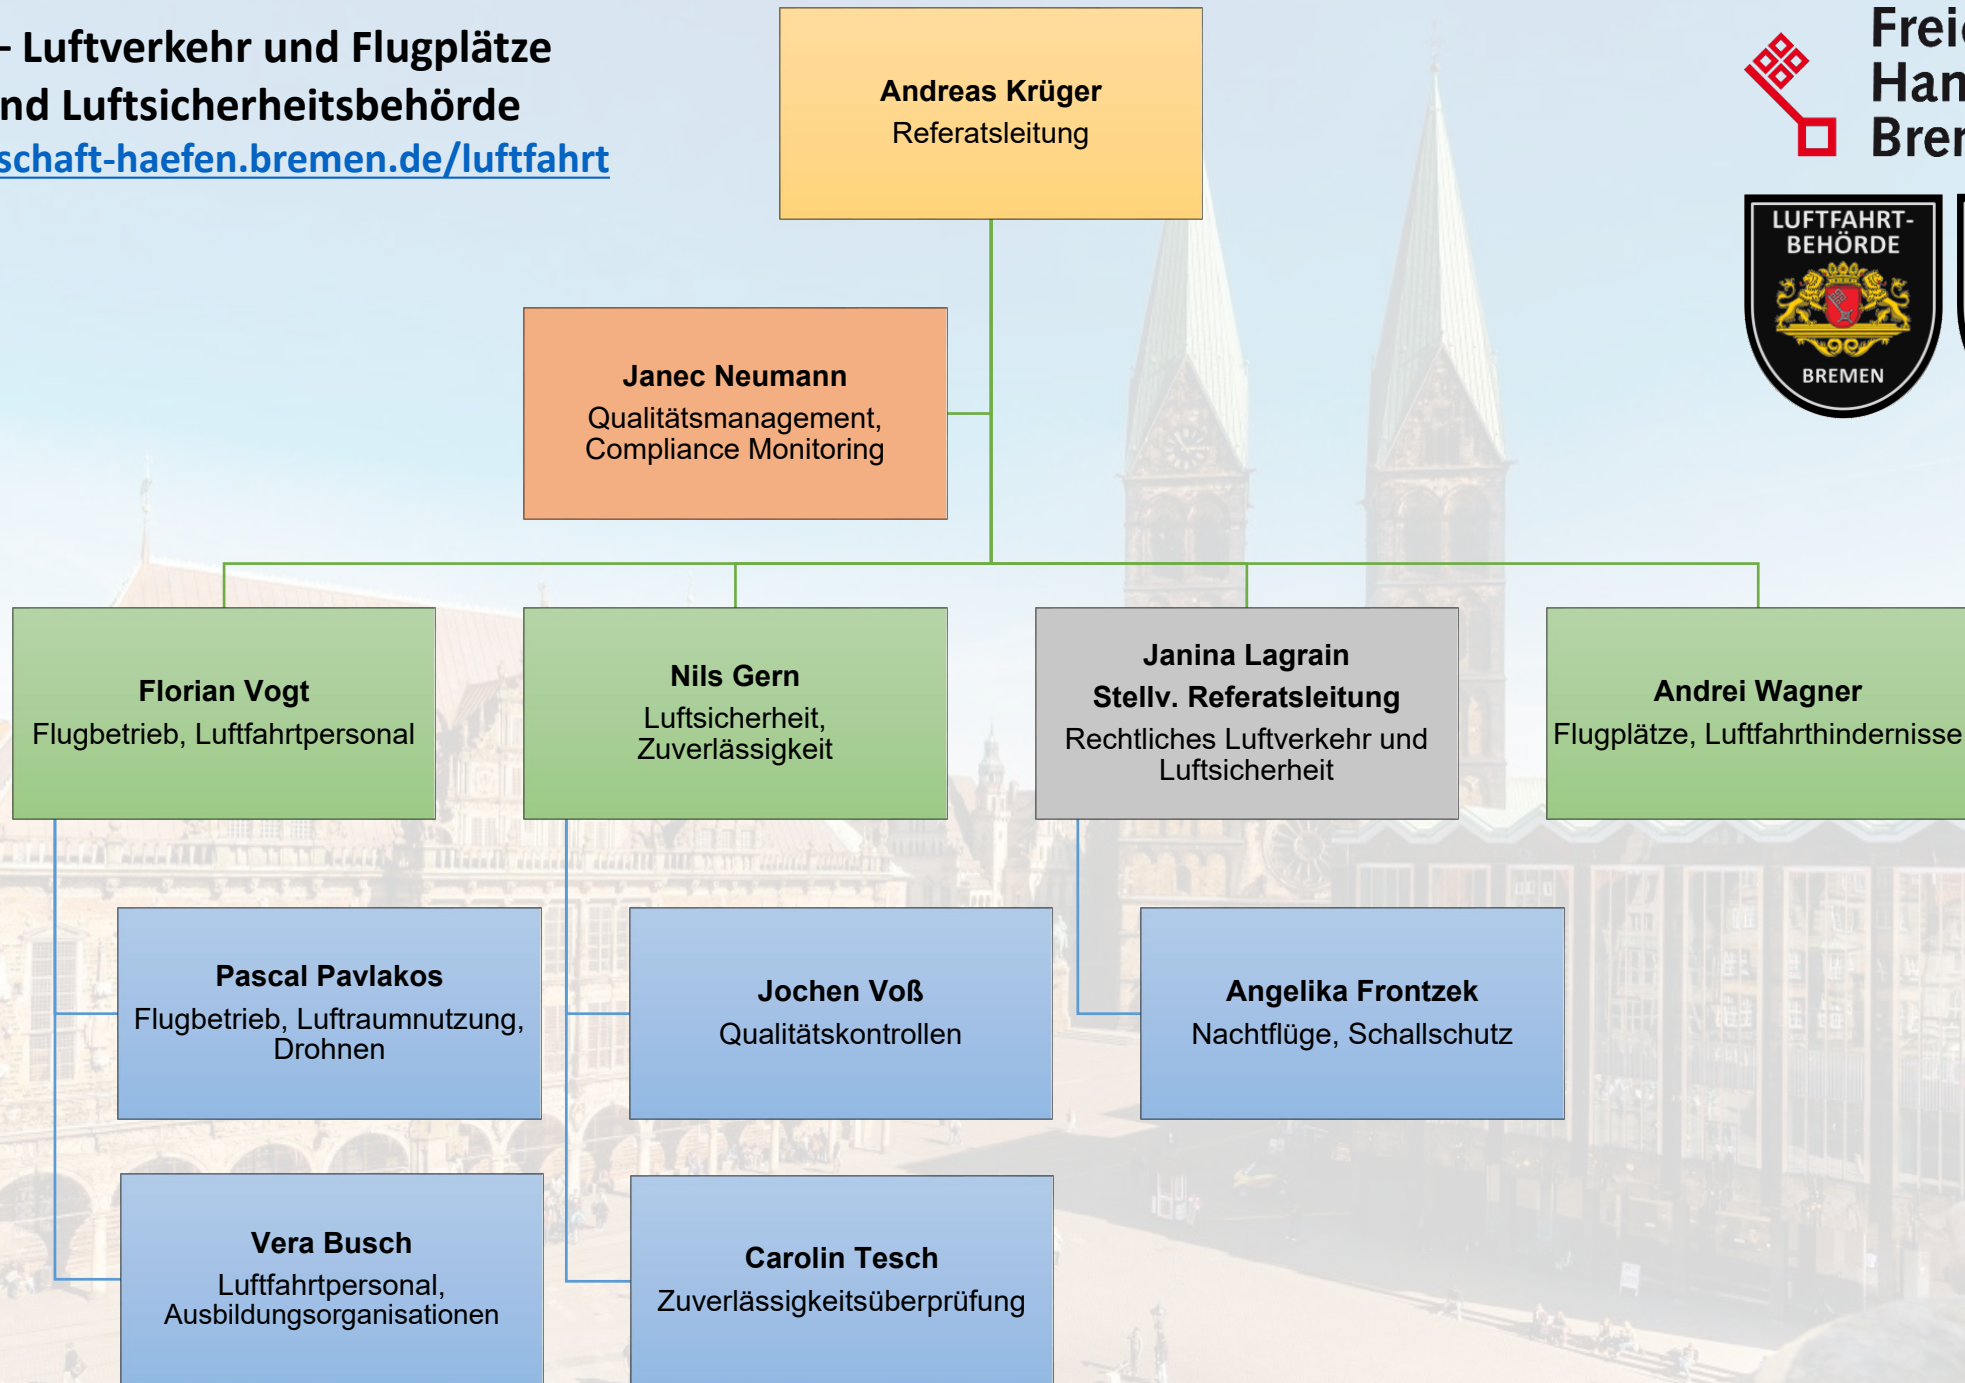 – Luftverkehr und Flugplätze
nd Luftsicherheitsbehörde
schaft-haefen.bremen.de/luftfahrt
Andreas Krüger
Referatsleitung
Frei
Han
Brem
LUFTFAHRT-
BEHÖRDE
BREMEN
Janec Neumann
Qualitätsmanagement,
Compliance Monitoring
Florian Vogt
Flugbetrieb, Luftfahrtpersonal
Nils Gern
Luftsicherheit,
Zuverlässigkeit
Janina Lagrain
Stellv. Referatsleitung
Rechtliches Luftverkehr und
Luftsicherheit
Andrei Wagner
Flugplätze, Luftfahrthindernisse
Pascal Pavlakos
Flugbetrieb, Luftraumnutzung,
Drohnen
Jochen Voß
Qualitätskontrollen
Angelika Frontzek
Nachtflüge, Schallschutz
Vera Busch
Luftfahrtpersonal,
Ausbildungsorganisationen
Carolin Tesch
Zuverlässigkeitsüberprüfung